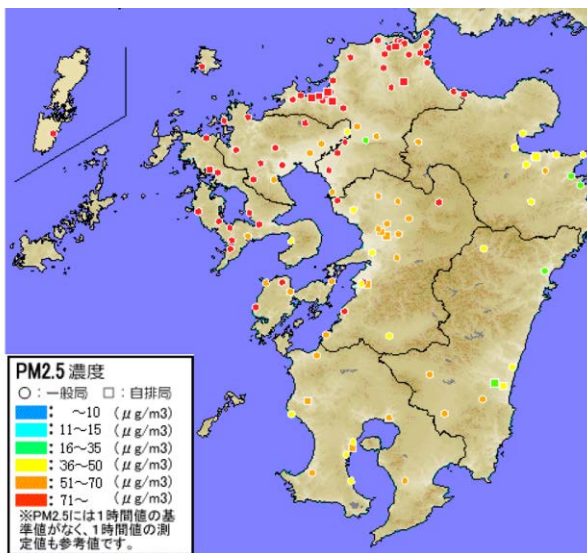 PM2.5 濃度
○:一般局 □:自排局
: ～10 (μg/m3)
: 11～15 (μg/m3)
: 16～35 (μg/m3)
: 36～50 (μg/m3)
: 51～70 (μg/m3)
: 71～ (μg/m3)
※PM2.5には１時間値の基
準値がなく、１時間値の測
定値も参考値です。